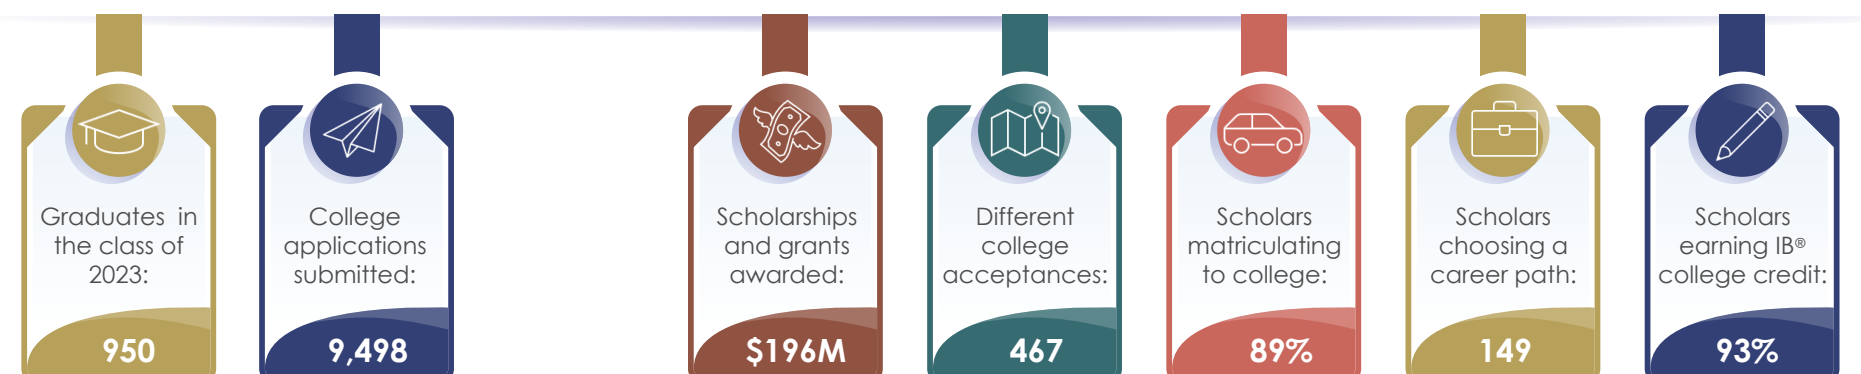 Graduates in
the class of
2023:
950
College
applications
submitted:
9,498
Scholarships
and grants
awarded:
$196M
Different
college
acceptances:
467
Scholars
matriculating
to college:
89%
Scholars
choosing a
career path:
149
Scholars
earning IB®
college credit:
93%